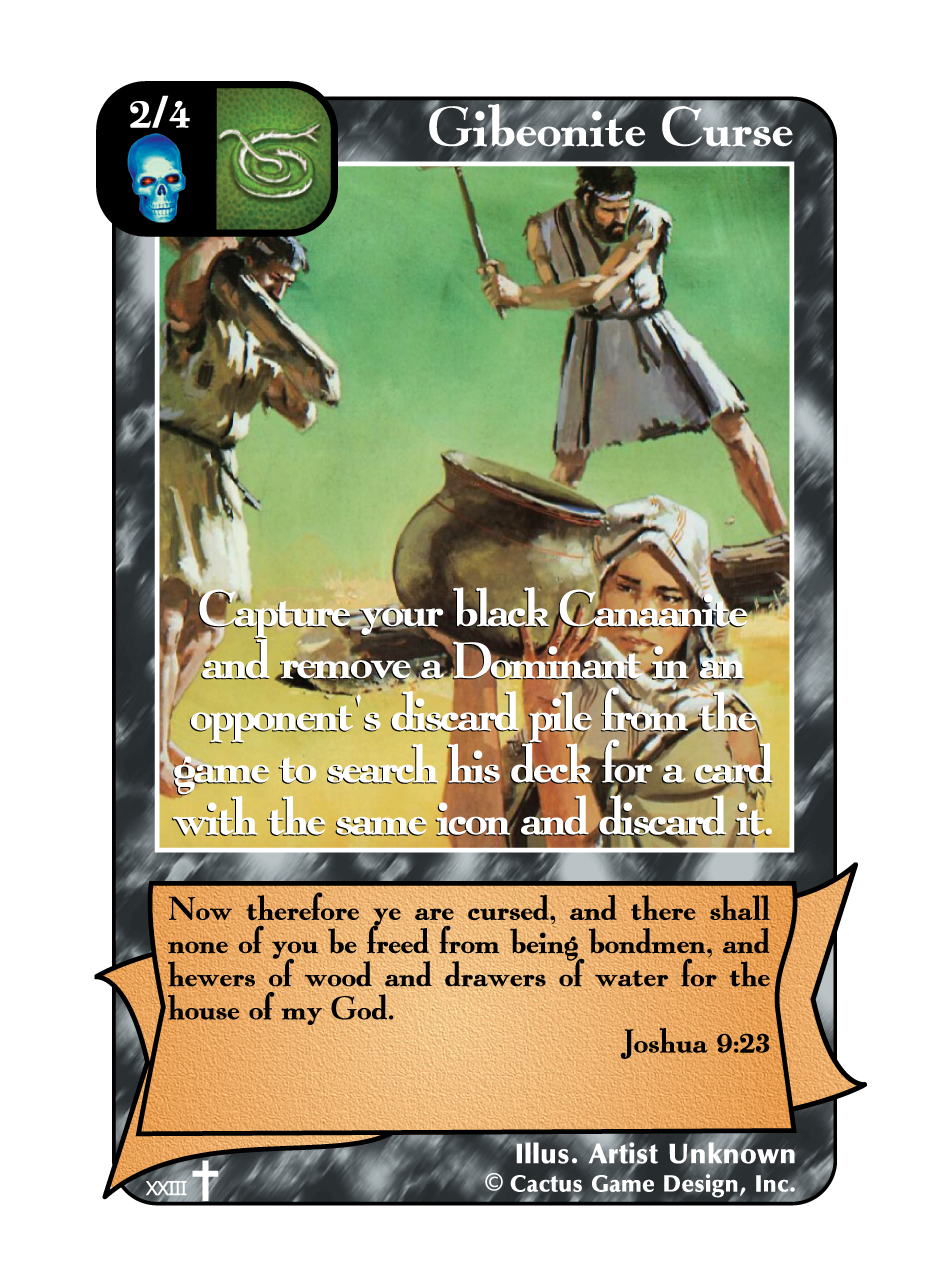 2/4
Gibeonite Curse
Capture your black Canaanite
and remove a Dominant in an
opponent's discard pile from the
game to search his deck for a card
with the same icon and discard it.
Now therefore ye are cursed, and there shall
none of you be freed from being bondmen, and
hewers of wood and drawers of water for the
house of my God.
Joshua 9:23
Illus. Artist Unknown
XXIII
© Cactus Game Design, Inc.